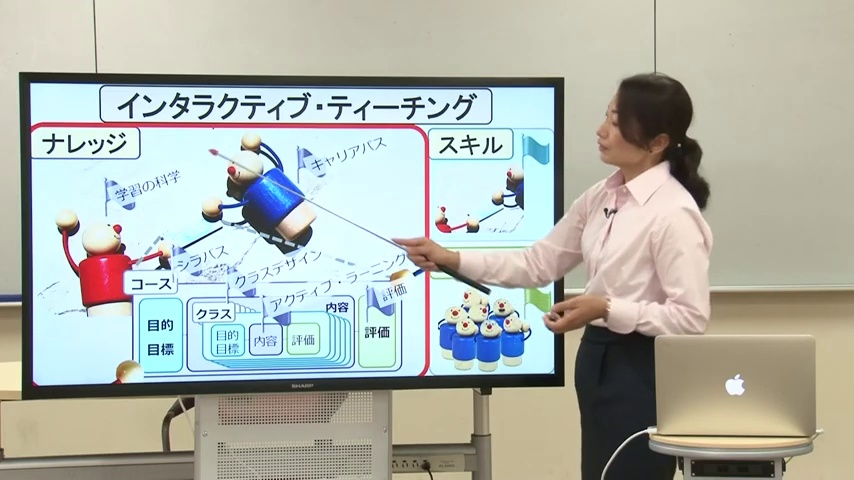 インタラクティブ・ティーチング
ナレッジ
スキル
キャリアパス
学習の科学
シラバス
クラスデザイン
アクティブ・ラーニング
評価
コース
目的
目標
クラス
内容
目的
目標
内容
評価
評価
SHARP